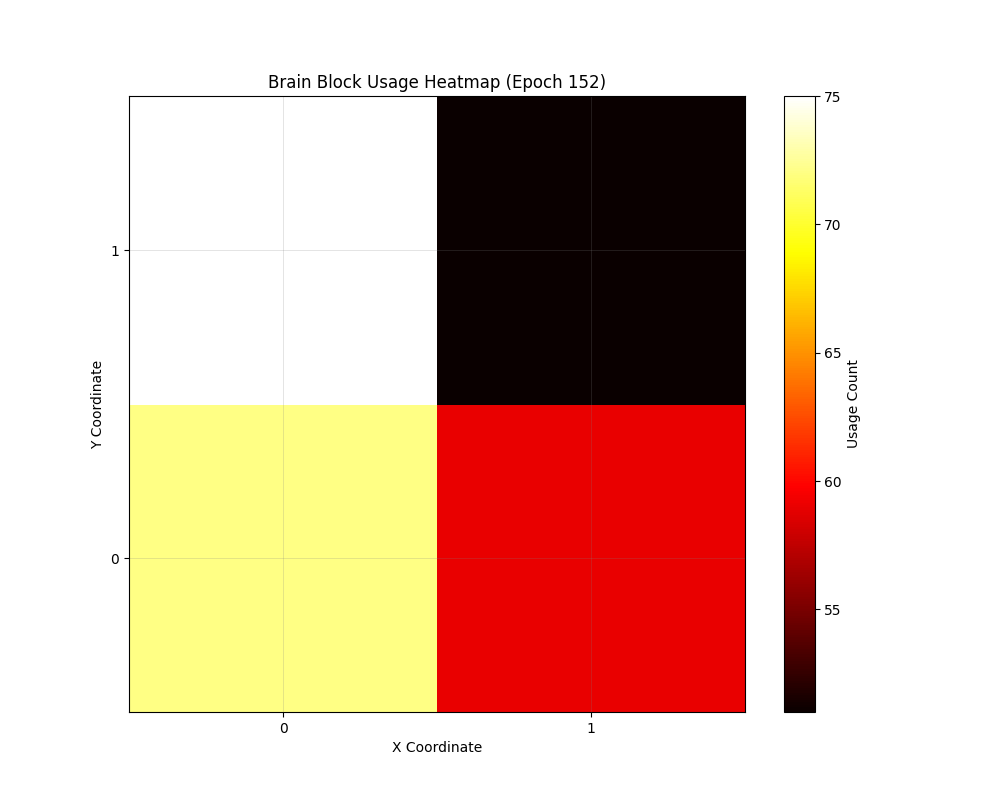 Brain Block Usage Heatmap (Epoch 152)
75
70
65
60
55
Usage Count
1
0
Y Coordinate
0 1
X Coordinate